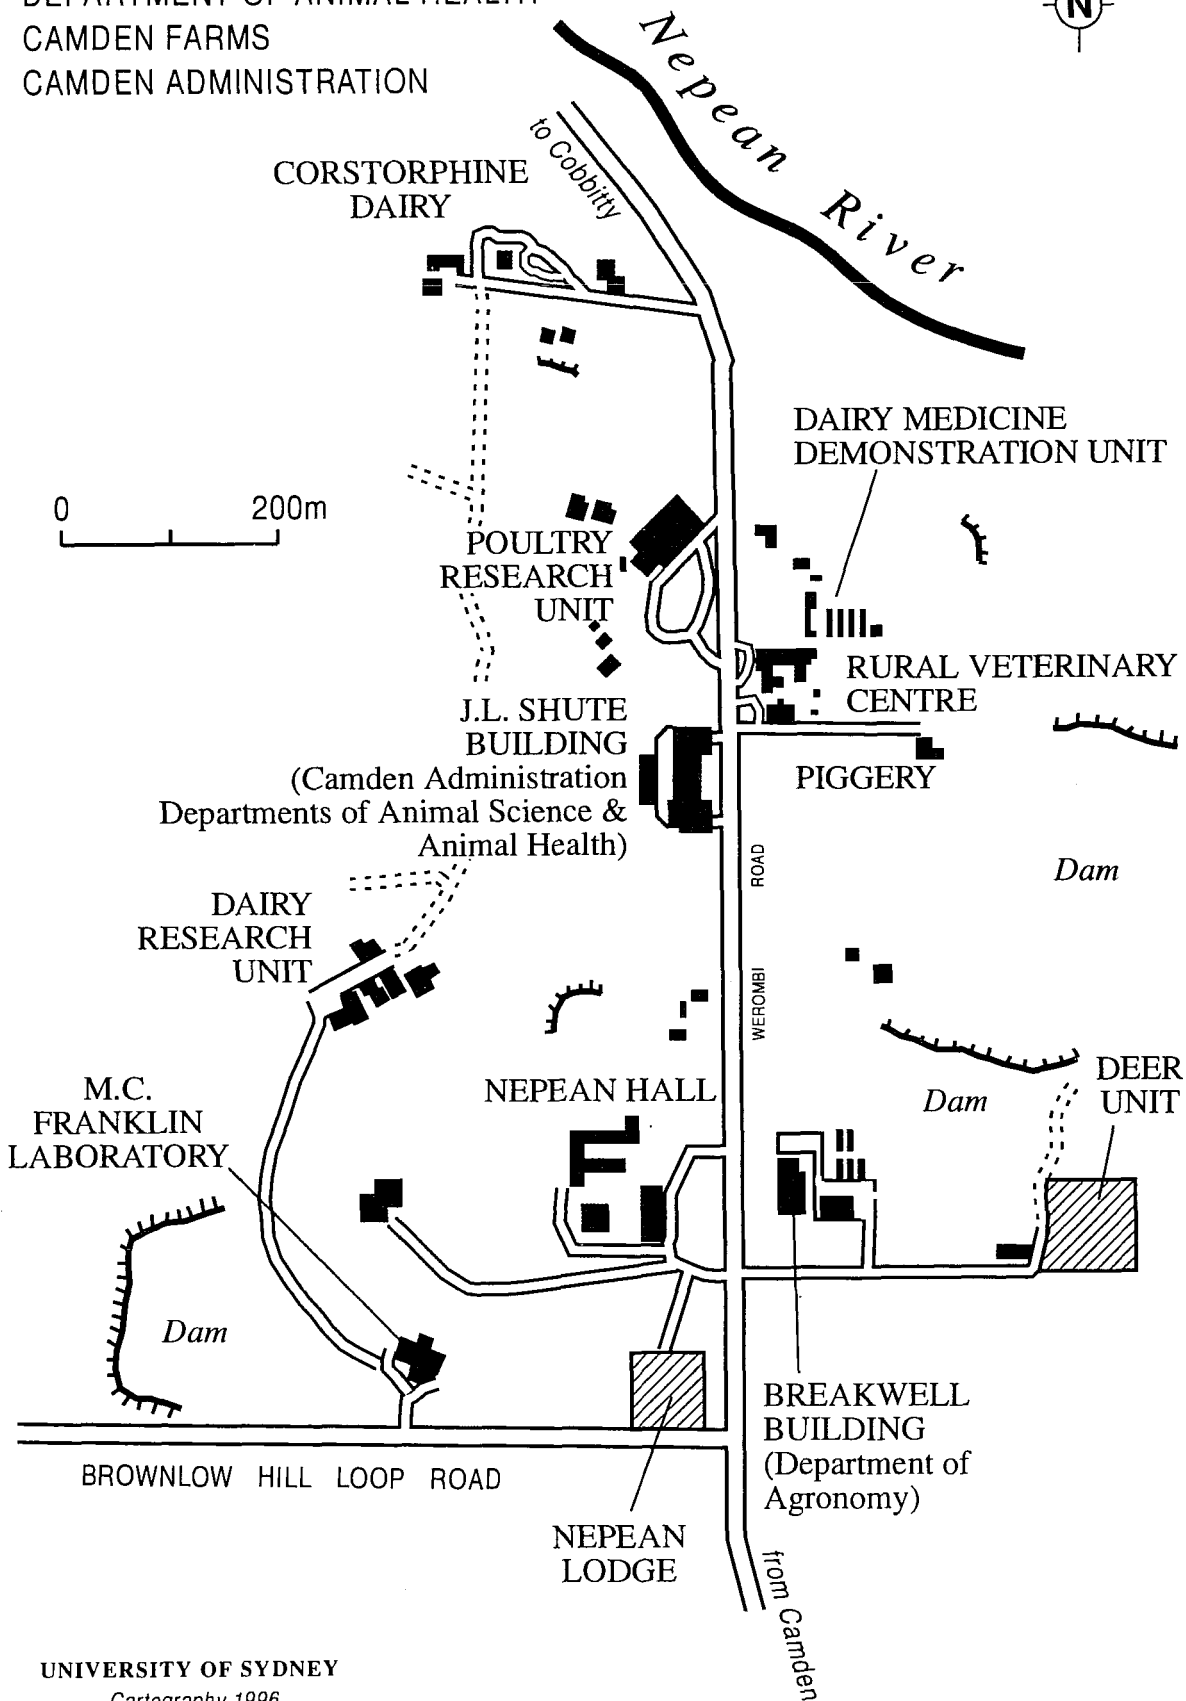 DEPARTMENT OF ANIMAL HEALTH
CAMDEN FARMS
CAMDEN ADMINISTRATION
N
Nepean River
to Cobbitty
CORSTORPHINE
DAIRY
DAIRY MEDICINE
DEMONSTRATION UNIT
0 200m
POULTRY
RESEARCH
UNIT
RURAL VETERINARY
CENTRE
J.L. SHUTE
BUILDING
(Camden Administration
Departments of Animal Science &
Animal Health)
PIGGERY
Dam
DAIRY
RESEARCH
UNIT
WEROMBI ROAD
NEPEAN HALL
Dam
DEER
UNIT
M.C.
FRANKLIN
LABORATORY
Dam
BREAKWELL
BUILDING
(Department of
Agronomy)
BROWNLOW HILL LOOP ROAD
NEPEAN
LODGE
from Camden
UNIVERSITY OF SYDNEY
Cartography 1996